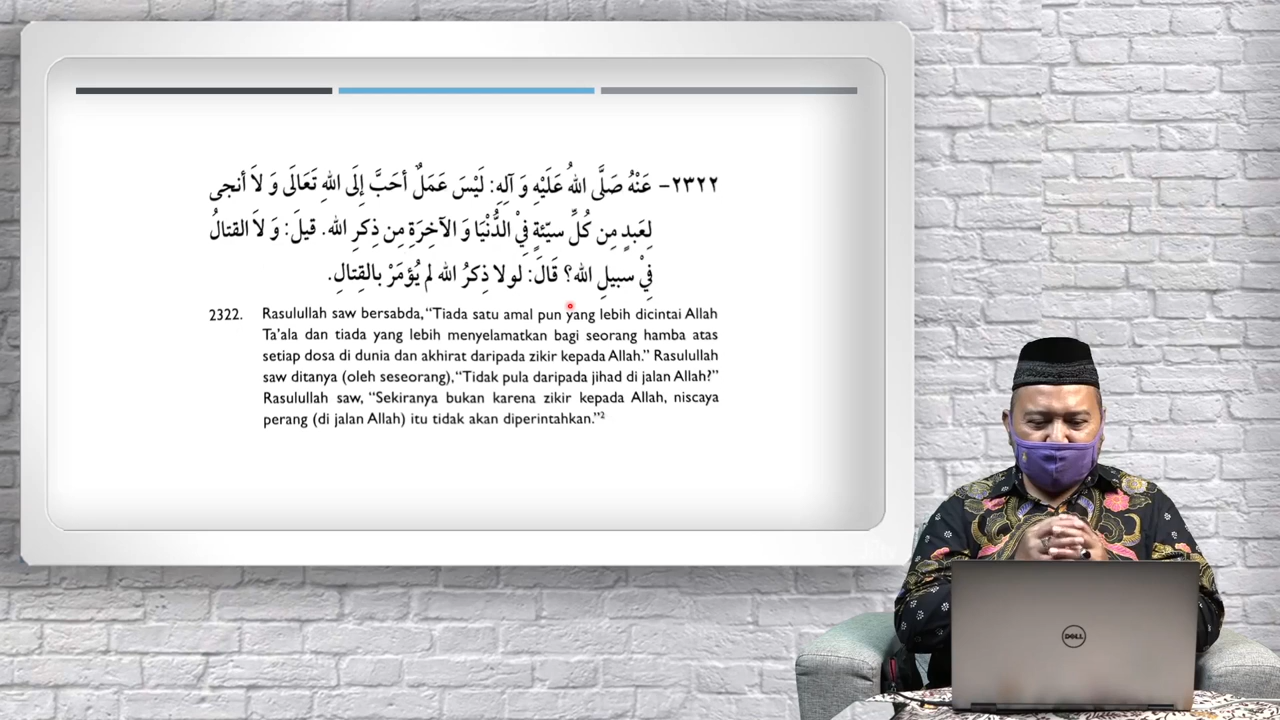 ٢٣٢٢- عَنْهُ صَلَّى اللهُ عَلَيْهِ وَ آلِهِ: لَيْسَ عَمَلٌ أحَبَّ إِلَى اللهِ تَعَالَى وَ لاَ أنجى
لِعَبدٍ مِن كُلِّ سيّئةٍ فِيْ الدُّنْيَا وَ الآخِرَةِ مِن ذِكرِ الله. قيلَ: وَ لاَ القتالُ
فِيْ سبيلِ الله؟ قَالَ: لولا ذِكرُ الله لم يُؤمَرْ بالقِتالِ.
2322. Rasulullah saw bersabda, “Tiada satu amal pun yang lebih dicintai Allah
Ta’ala dan tiada yang lebih menyelamatkan bagi seorang hamba atas
setiap dosa di dunia dan akhirat daripada zikir kepada Allah.” Rasulullah
saw ditanya (oleh seseorang), “Tidak pula daripada jihad di jalan Allah?”
Rasulullah saw, “Sekiranya bukan karena zikir kepada Allah, niscaya
perang (di jalan Allah) itu tidak akan diperintahkan.”²
DELL